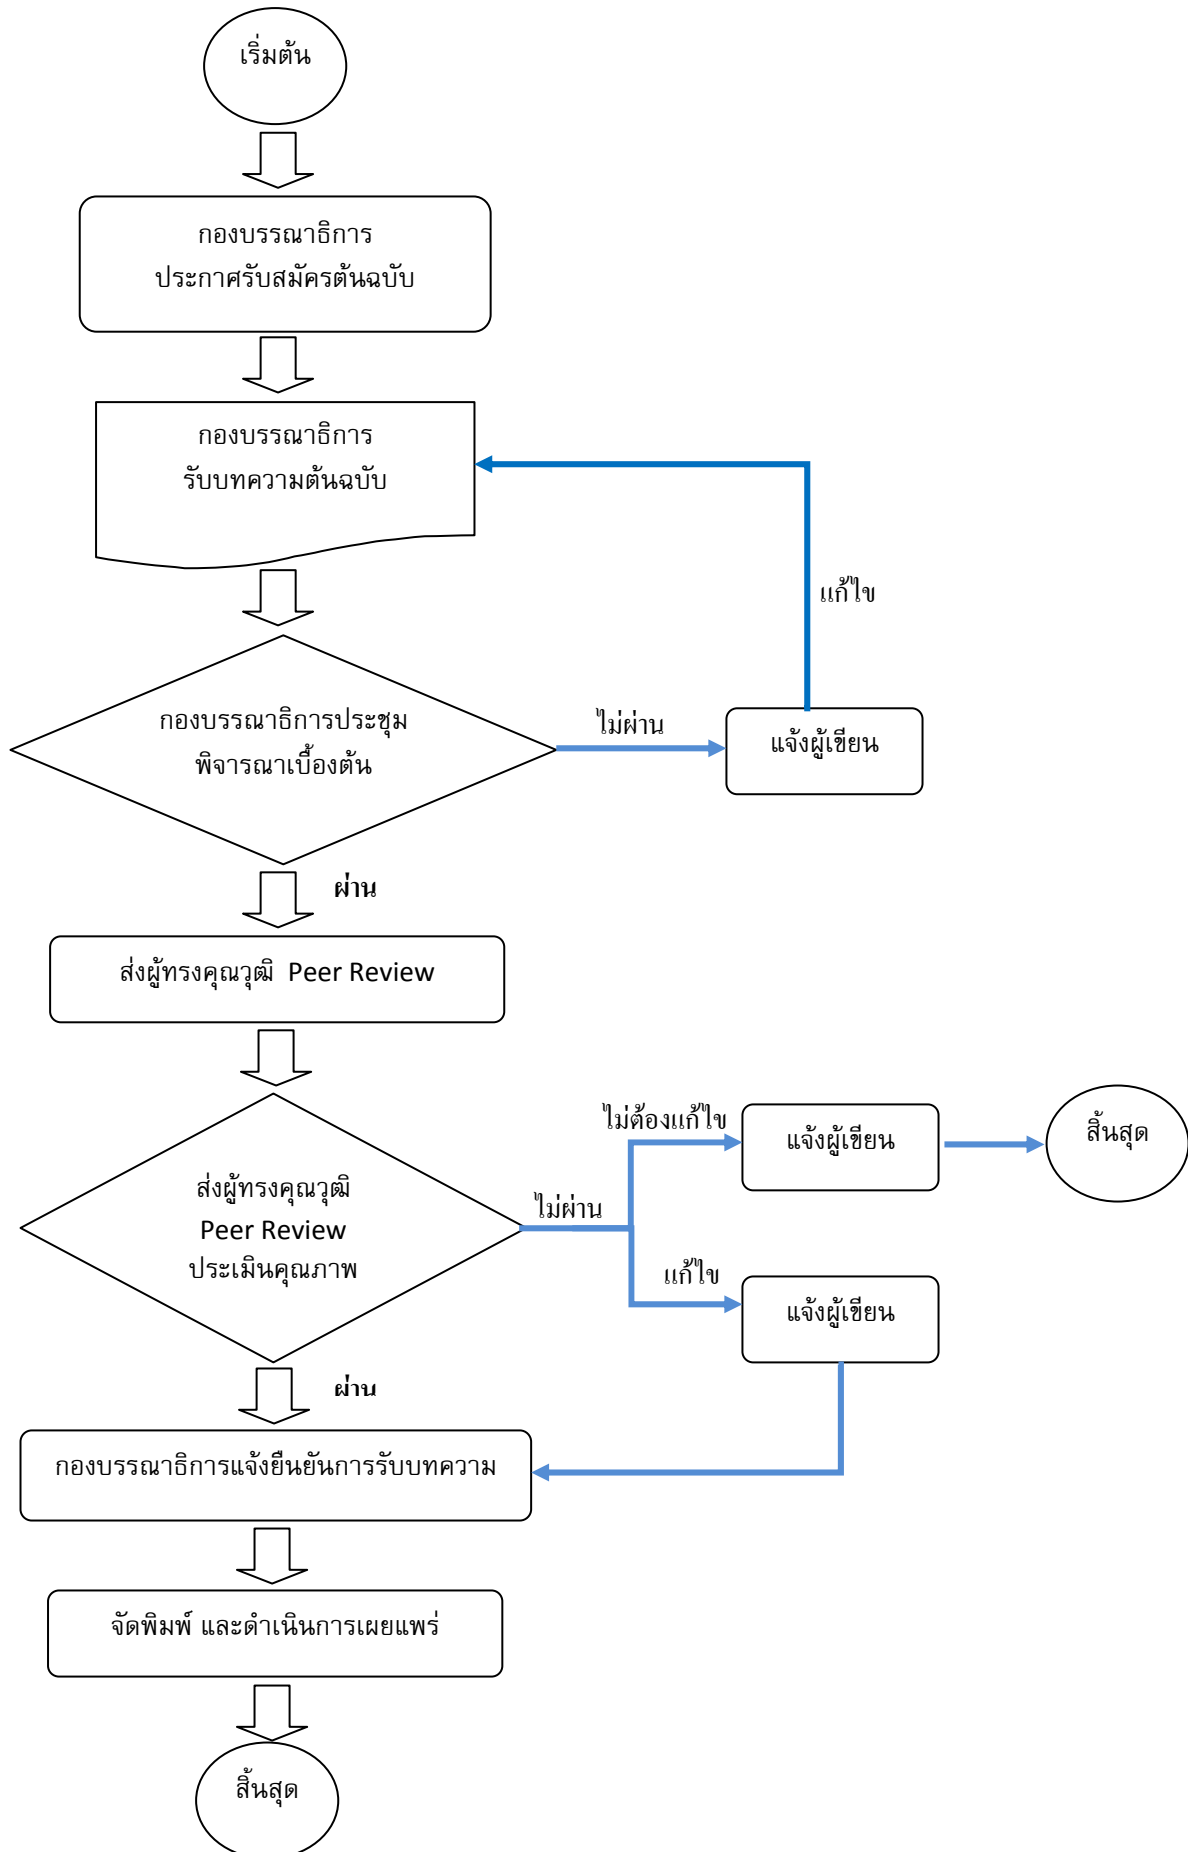 เริ่มต้น
กองบรรณาธิการ
ประกาศรับสมัครต้นฉบับ
กองบรรณาธิการ
รับบทความต้นฉบับ
แก้ไข
กองบรรณาธิการประชุม
พิจารณาเบื้องต้น
ไม่ผ่าน
แจ้งผู้เขียน
ผ่าน
ส่งผู้ทรงคุณวุฒิ Peer Review
ส่งผู้ทรงคุณวุฒิ
Peer Review
ประเมินคุณภาพ
ไม่ผ่าน
ไม่ต้องแก้ไข
แจ้งผู้เขียน
สิ้นสุด
แก้ไข
แจ้งผู้เขียน
ผ่าน
กองบรรณาธิการแจ้งยืนยันการรับบทความ
จัดพิมพ์ และดำเนินการเผยแพร่
สิ้นสุด